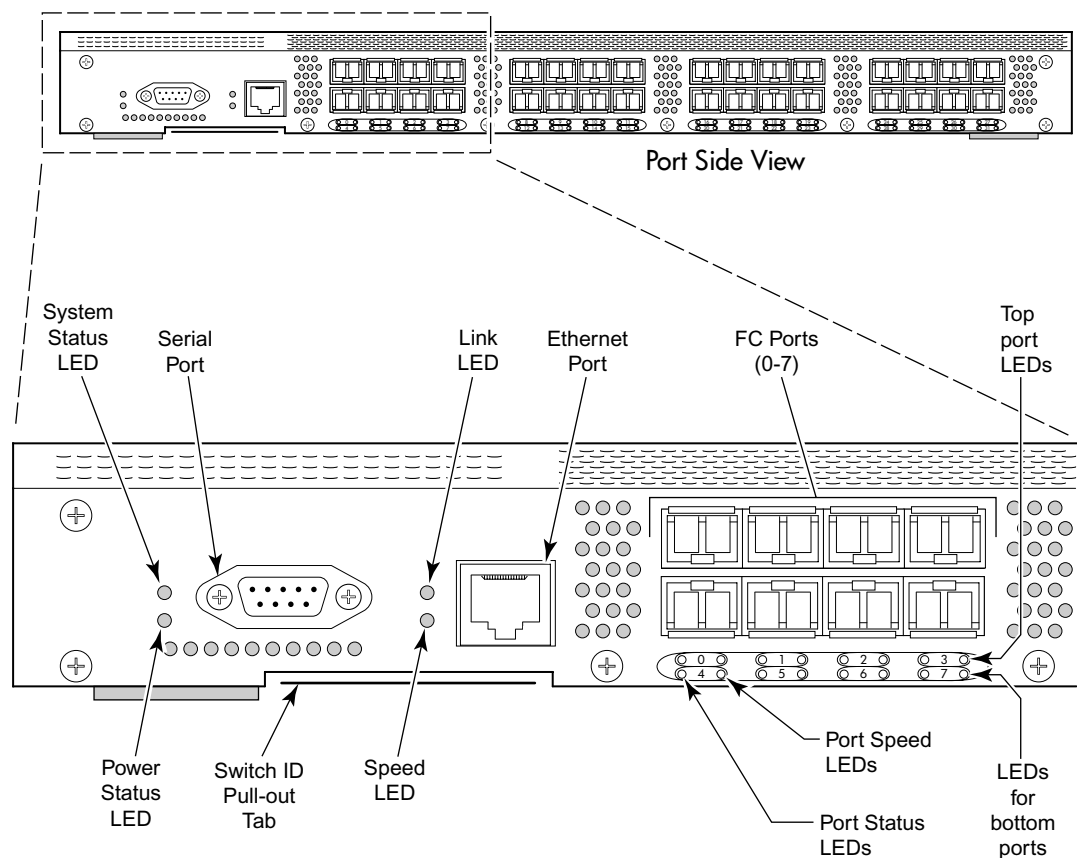 Port Side View
System
Status
LED
Serial
Port
Link
LED
Ethernet
Port
FC Ports
(0-7)
Top
port
LEDs
0 1 2 3
4 5 6 7
Power
Status
LED
Switch ID
Pull-out
Tab
Speed
LED
Port Speed
LEDs
Port Status
LEDs
LEDs
for
bottom
ports